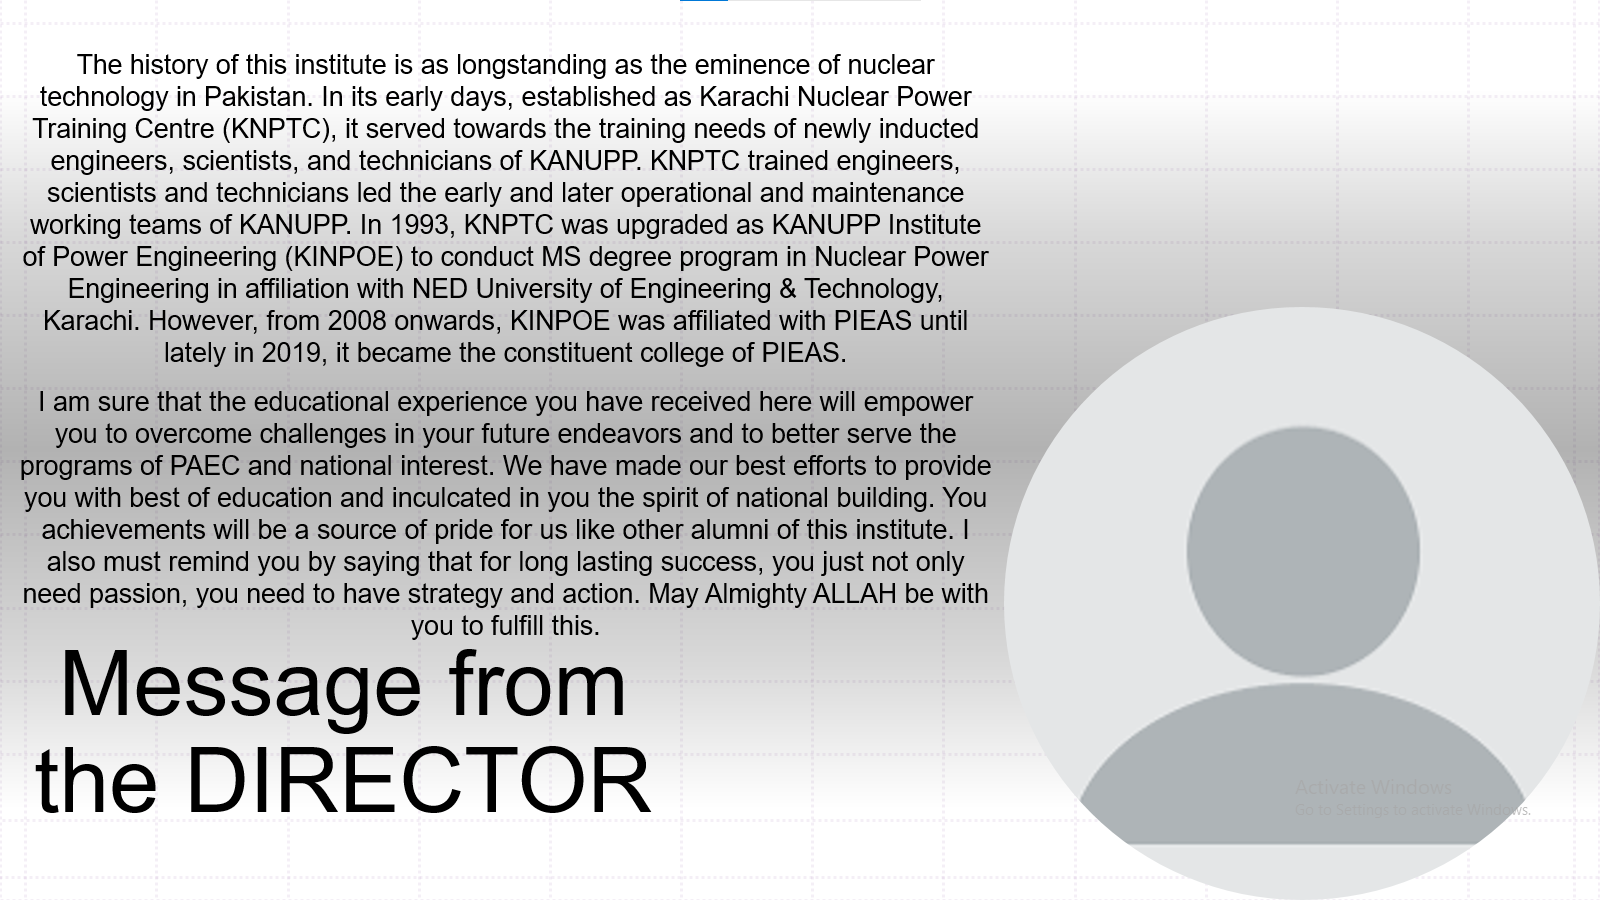 The history of this institute is as longstanding as the eminence of nuclear
technology in Pakistan. In its early days, established as Karachi Nuclear Power
Training Centre (KNPTC), it served towards the training needs of newly inducted
engineers, scientists, and technicians of KANUPP. KNPTC trained engineers,
scientists and technicians led the early and later operational and maintenance
working teams of KANUPP. In 1993, KNPTC was upgraded as KANUPP Institute
of Power Engineering (KINPOE) to conduct MS degree program in Nuclear Power
Engineering in affiliation with NED University of Engineering & Technology,
Karachi. However, from 2008 onwards, KINPOE was affiliated with PIEAS until
lately in 2019, it became the constituent college of PIEAS.
I am sure that the educational experience you have received here will empower
you to overcome challenges in your future endeavors and to better serve the
programs of PAEC and national interest. We have made our best efforts to provide
you with best of education and inculcated in you the spirit of national building. You
achievements will be a source of pride for us like other alumni of this institute. I
also must remind you by saying that for long lasting success, you just not only
need passion, you need to have strategy and action. May Almighty ALLAH be with
you to fulfill this.
Message from
the DIRECTOR
Activate Windows
Go to Settings to activate Windows.